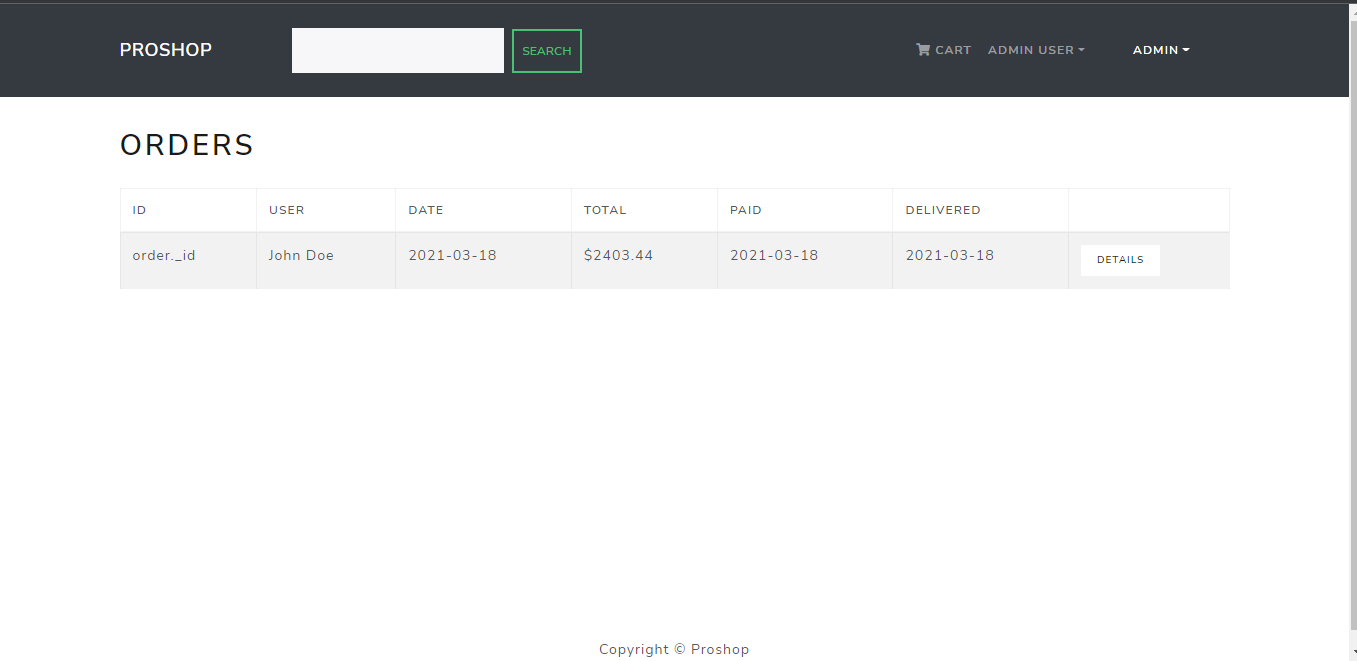 PROSHOP SEARCH CART ADMIN USER ADMIN
ORDERS
ID USER DATE TOTAL PAID DELIVERED
order._id John Doe 2021-03-18 $2403.44 2021-03-18 2021-03-18 DETAILS
Copyright © Proshop